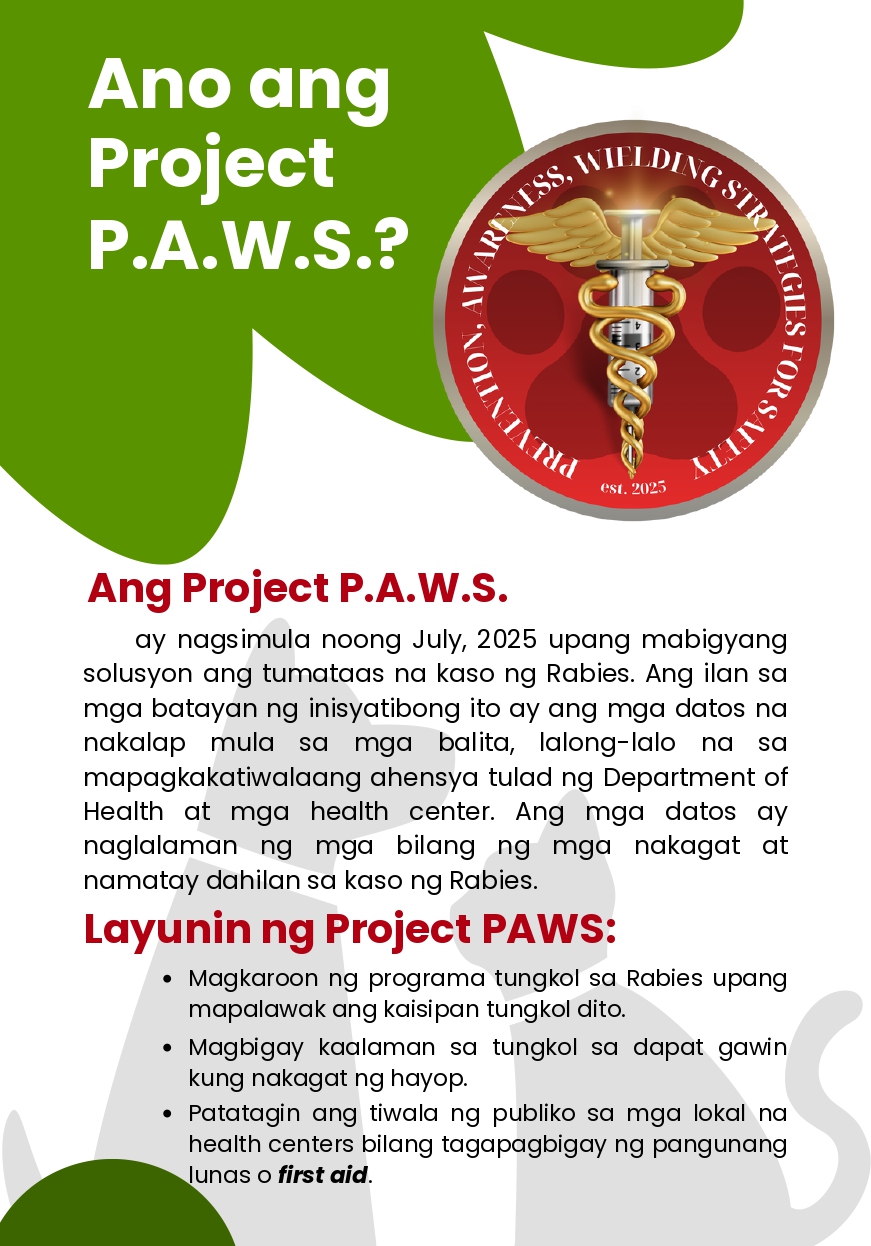 Ano ang
Project
P.A.W.S.?
PREVENTION, AWARENESS, WIELDING STRATEGIES FOR SAFETY
4
3
2
est. 2025
Ang Project P.A.W.S.
ay nagsimula noong July, 2025 upang mabigyang
solusyon ang tumataas na kaso ng Rabies. Ang ilan sa
mga batayan ng inisyatibong ito ay ang mga datos na
nakalap mula sa mga balita, lalong-lalo na sa
mapagkakatiwalaang ahensya tulad ng Department of
Health at mga health center. Ang mga datos ay
naglalaman ng mga bilang ng mga nakagat at
namatay dahilan sa kaso ng Rabies.
Layunin ng Project PAWS:
• Magkaroon ng programa tungkol sa Rabies upang
mapalawak ang kaisipan tungkol dito.
• Magbigay kaalaman sa tungkol sa dapat gawin
kung nakagat ng hayop.
• Patatagin ang tiwala ng publiko sa mga lokal na
health centers bilang tagapagbigay ng pangunang
lunas o first aid.